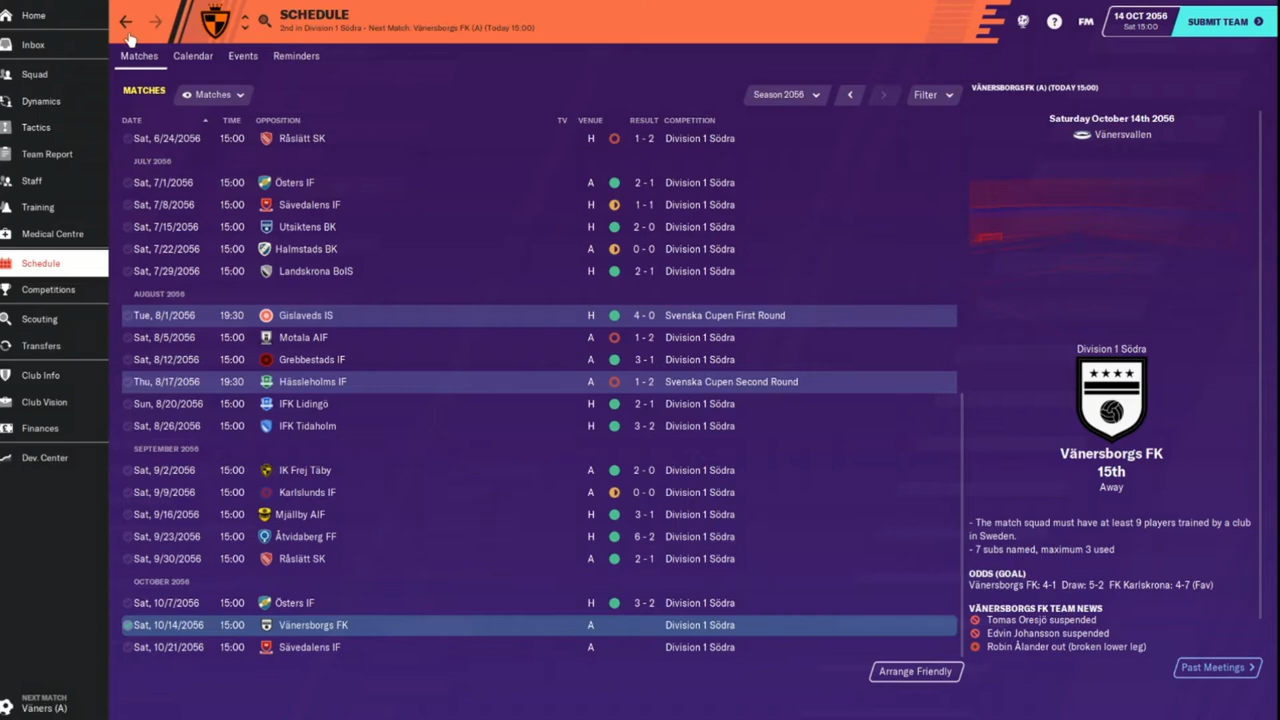 Home
Inbox
Squad
Dynamics
Tactics
Team Report
Staff
Training
Medical Centre
Schedule
Competitions
Scouting
Transfers
Club Info
Club Vision
Finances
Dev. Center
NEXT MATCH
Väners (A)
SCHEDULE
2nd in Division 1 Södra - Next Match: Vänersborgs FK (A) (Today 15:00)
FM
14 OCT 2056
Sat 15:00
SUBMIT TEAM
Matches Calendar Events Reminders
MATCHES Matches Season 2056 Filter
DATE TIME OPPOSITION TV VENUE RESULT COMPETITION
Sat, 6/24/2056 15:00 Råslätt SK H 1 - 2 Division 1 Södra
JULY 2056
Sat, 7/1/2056 15:00 Östers IF A 2 - 1 Division 1 Södra
Sat, 7/8/2056 15:00 Sävedalens IF H 1 - 1 Division 1 Södra
Sat, 7/15/2056 15:00 Utsiktens BK H 2 - 0 Division 1 Södra
Sat, 7/22/2056 15:00 Halmstads BK A 0 - 0 Division 1 Södra
Sat, 7/29/2056 15:00 Landskrona BoIS H 2 - 1 Division 1 Södra
AUGUST 2056
Tue, 8/1/2056 19:30 Gislaveds IS H 4 - 0 Svenska Cupen First Round
Sat, 8/5/2056 15:00 Motala AIF A 1 - 2 Division 1 Södra
Sat, 8/12/2056 15:00 Grebbestads IF A 3 - 1 Division 1 Södra
Thu, 8/17/2056 19:30 Hässleholms IF A 1 - 2 Svenska Cupen Second Round
Sun, 8/20/2056 15:00 IFK Lidingö H 2 - 1 Division 1 Södra
Sat, 8/26/2056 15:00 IFK Tidaholm H 3 - 2 Division 1 Södra
SEPTEMBER 2056
Sat, 9/2/2056 15:00 IK Frej Täby A 2 - 0 Division 1 Södra
Sat, 9/9/2056 15:00 Karlslunds IF A 0 - 0 Division 1 Södra
Sat, 9/16/2056 15:00 Mjällby AIF H 3 - 1 Division 1 Södra
Sat, 9/23/2056 15:00 Åtvidaberg FF H 6 - 2 Division 1 Södra
Sat, 9/30/2056 15:00 Råslätt SK A 2 - 1 Division 1 Södra
OCTOBER 2056
Sat, 10/7/2056 15:00 Östers IF H 3 - 2 Division 1 Södra
Sat, 10/14/2056 15:00 Vänersborgs FK A Division 1 Södra
Sat, 10/21/2056 15:00 Sävedalens IF A Division 1 Södra
Arrange Friendly
VÄNERSBORGS FK (A) (TODAY 15:00)
Saturday October 14th 2056
Vänersvallen
Division 1 Södra
Vänersborgs FK
15th
Away
- The match squad must have at least 9 players trained by a club
in Sweden.
- 7 subs named, maximum 3 used
ODDS (GOAL)
Vänersborgs FK: 4-1 Draw: 5-2 FK Karlskrona: 4-7 (Fav)
VÄNERSBORGS FK TEAM NEWS
Tomas Oresjö suspended
Edvin Johansson suspended
Robin Ålander out (broken lower leg)
Past Meetings